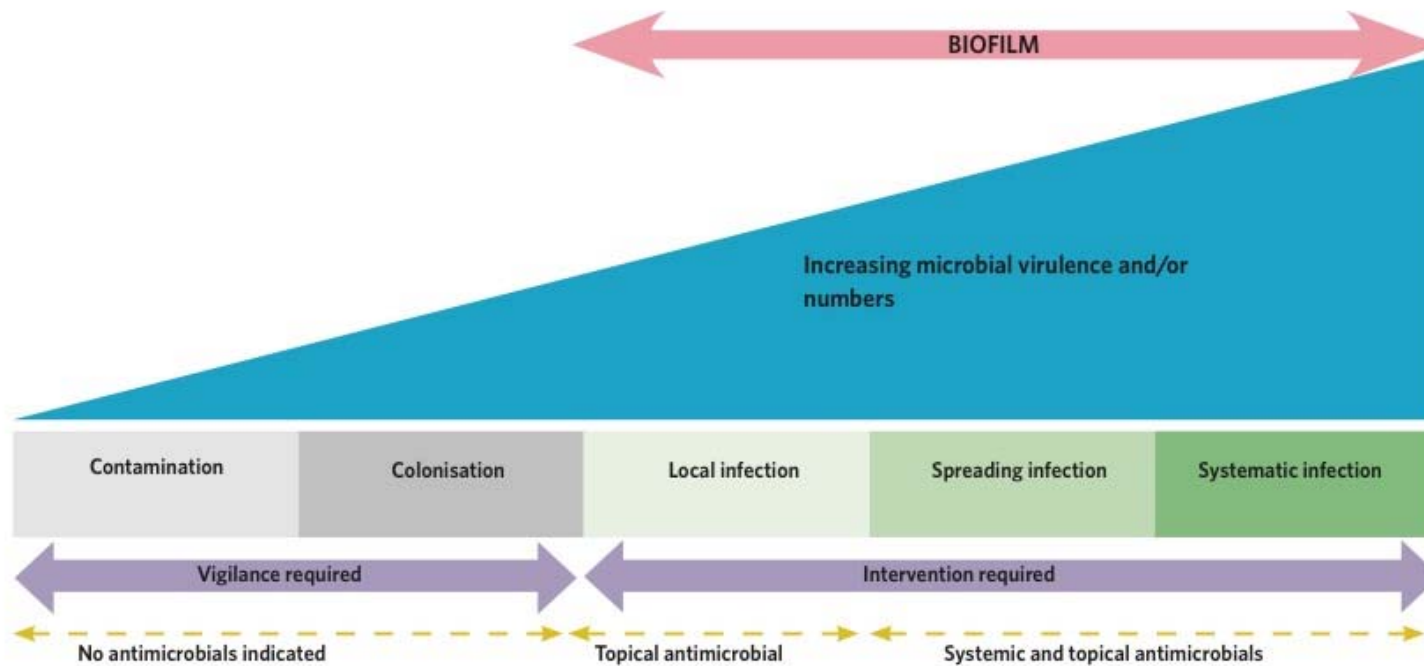 BIOFILM
Increasing microbial virulence and/or
numbers
Contamination
Colonisation
Local infection
Spreading infection
Systematic infection
Vigilance required
Intervention required
No antimicrobials indicated
Topical antimicrobial
Systemic and topical antimicrobials